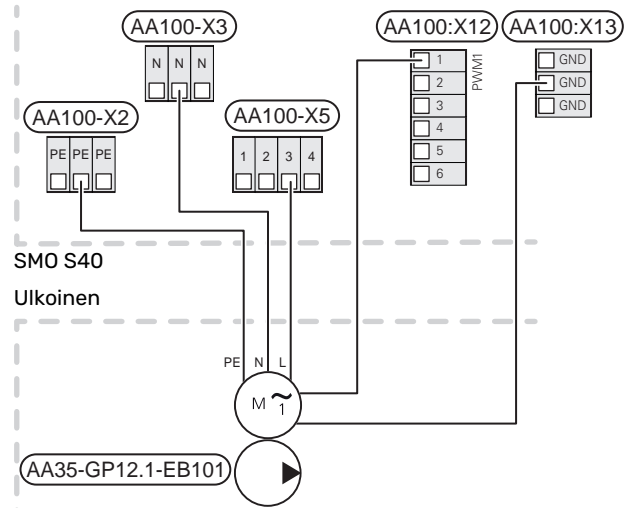 AA100-X3
AA100:X12
AA100:X13
N N N
1
2
3
4
5
6
PWM1
GND
GND
GND
AA100-X2
AA100-X5
PE PE PE
1 2 3 4
SMO S40
Ulkoinen
PE N L
M ~
1
AA35-GP12.1-EB101